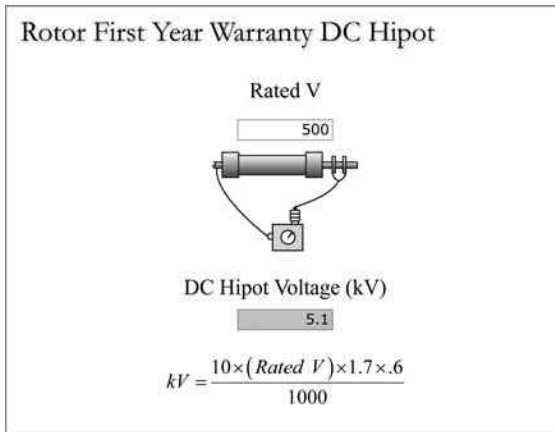 Rotor First Year Warranty DC Hipot
Rated V
500
DC Hipot Voltage (kV)
5.1
kV = 10×(Rated V)×1.7×.6 / 1000